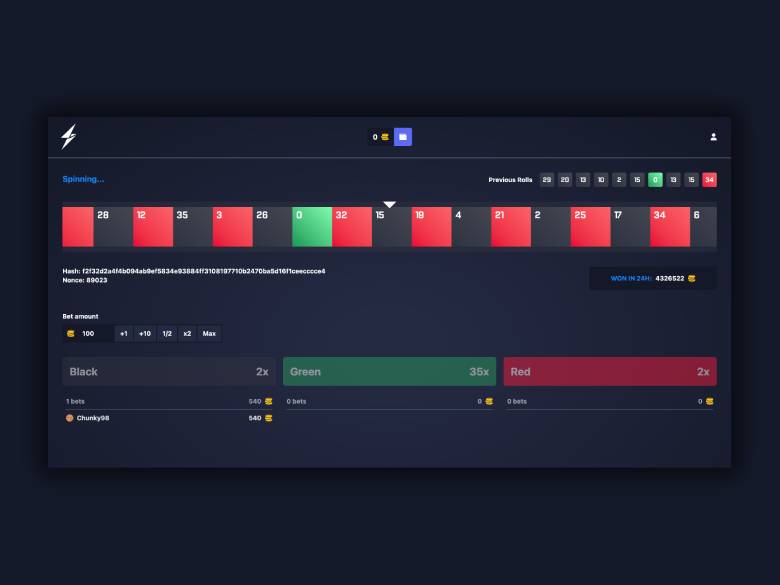 0
Spinning...
Previous Rolls 29 20 13 10 2 15 0 13 15 34
28 12 35 3 26 0 32 15 19 4 21 2 25 17 34 6
Hash: f2f32d2a4f4b094ab9ef5834e93884ff3108197710b2470ba5d16f1ceecccce4
Nonce: 89023
WON IN 24H: 4326522
Bet amount
100 +1 +10 1/2 x2 Max
Black 2x Green 35x Red 2x
1 bets 540 0 bets 0 0 bets 0
Chunky98 540